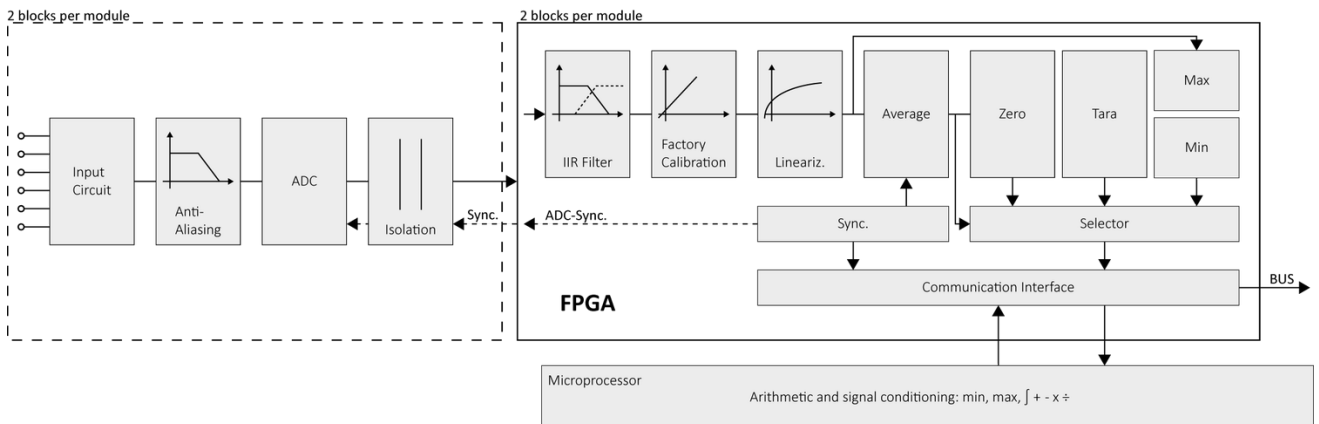 2 blocks per module
2 blocks per module
Input
Circuit
Anti-
Aliasing
ADC
Isolation
Sync.
ADC-Sync.
IIR Filter
Factory
Calibration
Lineariz.
Average
Zero
Tara
Max
Min
Sync.
Selector
Communication Interface
BUS
FPGA
Microprocessor
Arithmetic and signal conditioning: min, max, ∫ + - x ÷